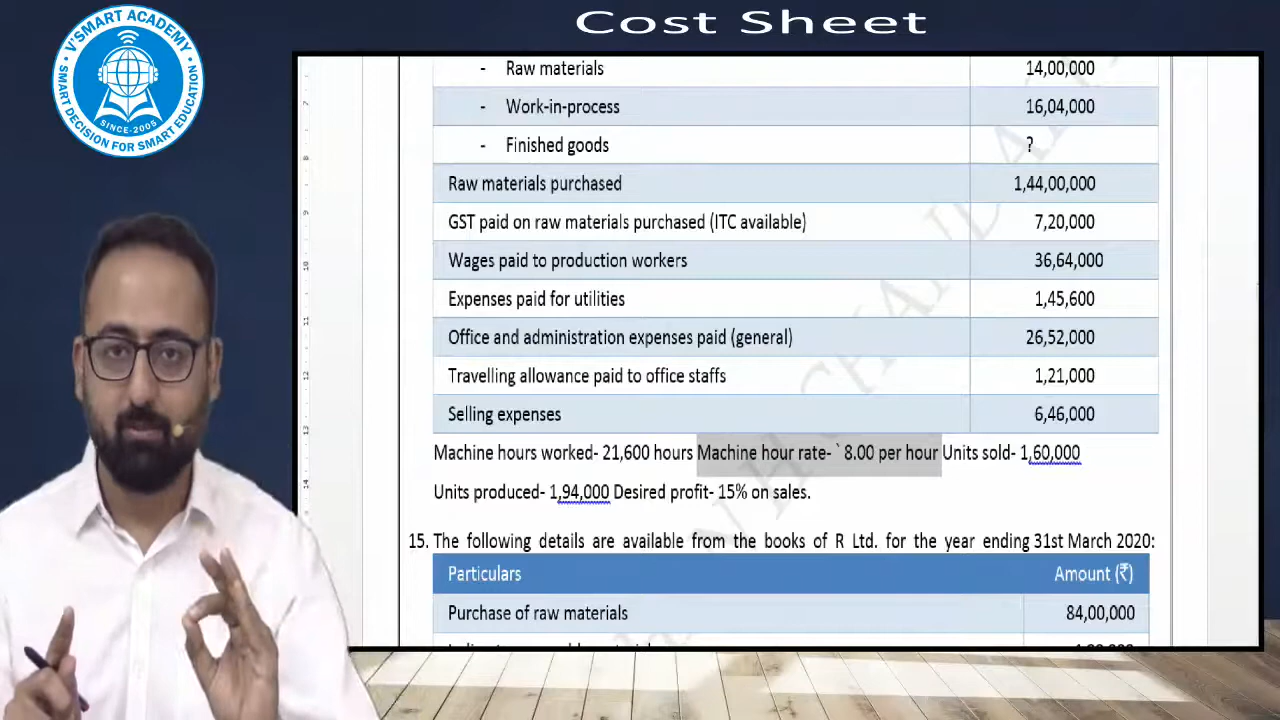 Cost Sheet
V'SMART ACADEMY
SMART DECISION FOR SMART EDUCATION
SINCE-2008
- Raw materials 14,00,000
- Work-in-process 16,04,000
- Finished goods ?
Raw materials purchased 1,44,00,000
GST paid on raw materials purchased (ITC available) 7,20,000
Wages paid to production workers 36,64,000
Expenses paid for utilities 1,45,600
Office and administration expenses paid (general) 26,52,000
Travelling allowance paid to office staffs 1,21,000
Selling expenses 6,46,000
Machine hours worked- 21,600 hours Machine hour rate- ` 8.00 per hour Units sold- 1,60,000
Units produced- 1,94,000 Desired profit- 15% on sales.
15. The following details are available from the books of R Ltd. for the year ending 31st March 2020:
Particulars Amount (₹)
Purchase of raw materials 84,00,000